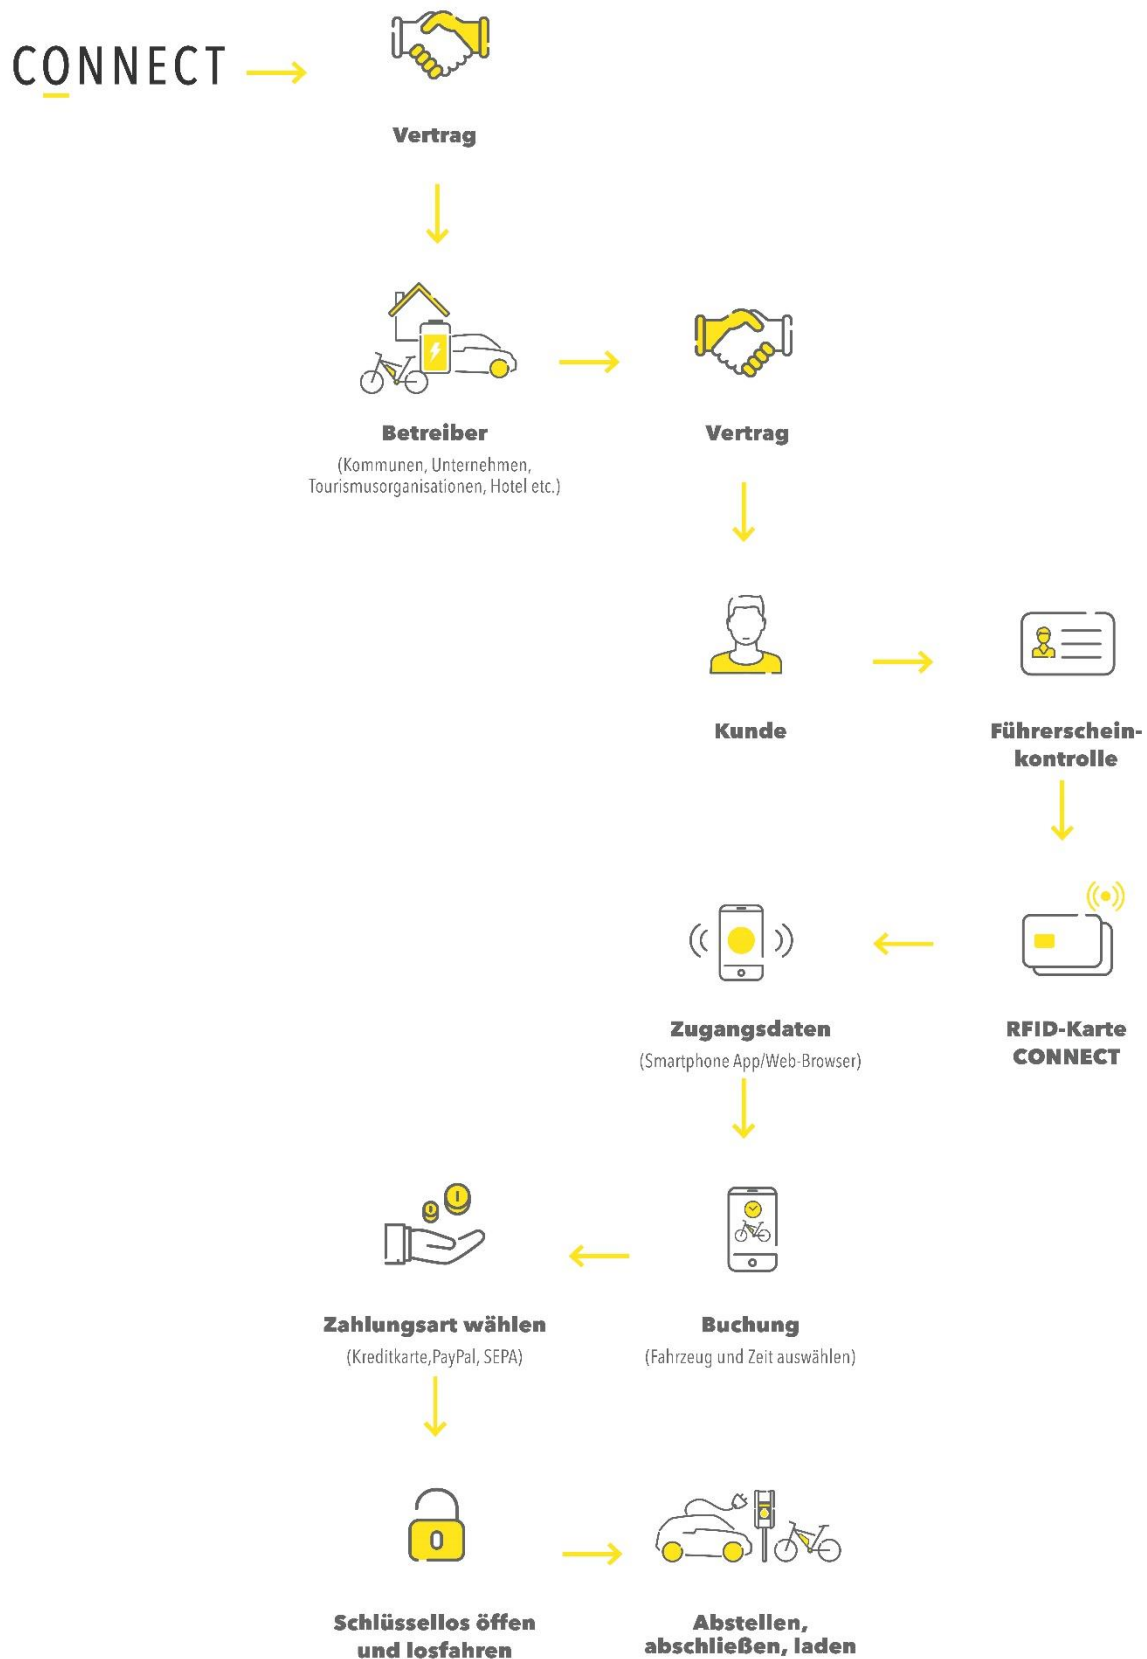 CONNECT
Vertrag
Betreiber
(Kommunen, Unternehmen,
Tourismusorganisationen, Hotel etc.)
Vertrag
Kunde
Führerschein-
kontrolle
RFID-Karte
CONNECT
Zugangsdaten
(Smartphone App/Web-Browser)
Buchung
(Fahrzeug und Zeit auswählen)
Zahlungsart wählen
(Kreditkarte,PayPal, SEPA)
Schlüssellos öffen
und losfahren
Abstellen,
abschließen, laden